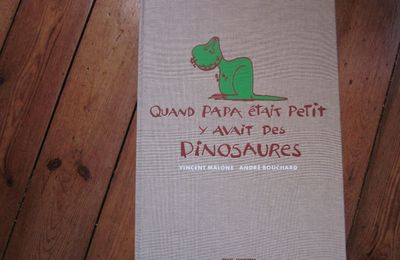 QUAND PAPA ÉTAIT PETIT
Y AVAIT DES
DINOSAURES
VINCENT MALONE ANDRÉ BOUCHARD